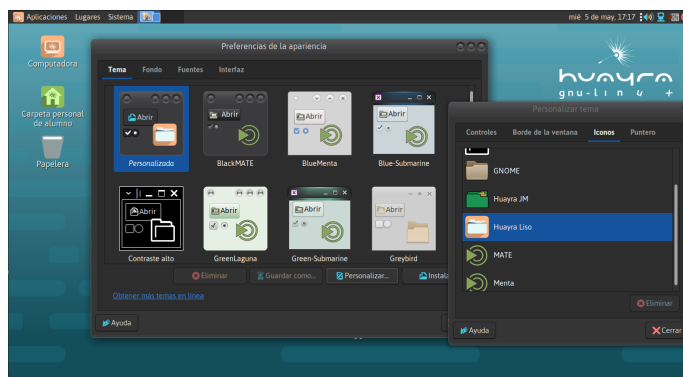 Aplicaciones Lugares Sistema
mié 5 de may, 17:17
Computadora
Carpeta personal
de alumno
Papelera
huayra
gnu-linu +
Preferencias de la apariencia
Tema Fondo Fuentes Interfaz
Abrir
Abrir
Abrir
Abrir
Personalizada BlackMATE BlueMenta Blue-Submarine
Abrir
Abrir
Abrir
Abrir
Contraste alto GreenLaguna Green-Submarine Greybird
Eliminar Guardar como... Personalizar... Instala
Obtener más temas en línea
Ayuda
Personalizar tema
Controles Borde de la ventana Iconos Puntero
GNOME
Huayra JM
Huayra Liso
MATE
Menta
Eliminar
Ayuda Cerrar